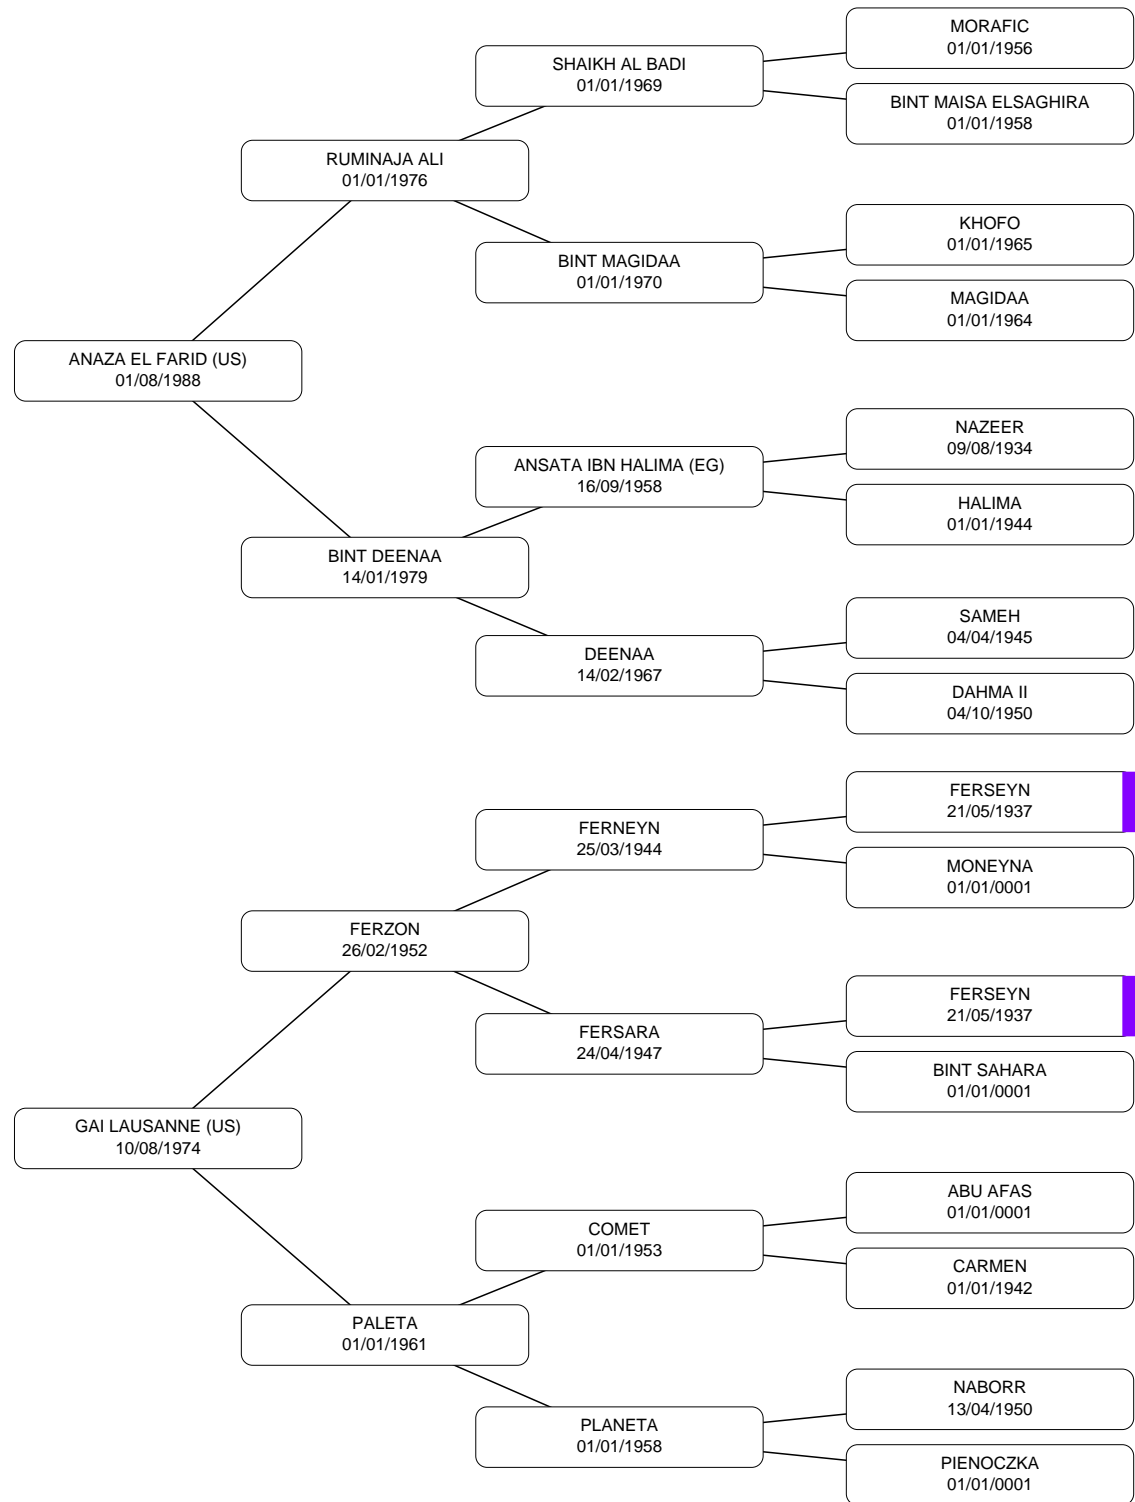 MORAFIC
01/01/1956
SHAIKH AL BADI
01/01/1969
BINT MAISA ELSAGHIRA
01/01/1958
RUMINAJA ALI
01/01/1976
KHOFO
01/01/1965
BINT MAGIDAA
01/01/1970
MAGIDAA
01/01/1964
ANAZA EL FARID (US)
01/08/1988
NAZEER
09/08/1934
ANSATA IBN HALIMA (EG)
16/09/1958
HALIMA
01/01/1944
BINT DEENAA
14/01/1979
SAMEH
04/04/1945
DEENAA
14/02/1967
DAHMA II
04/10/1950
FERSEYN
21/05/1937
FERNEYN
25/03/1944
MONEYNA
01/01/0001
FERZON
26/02/1952
FERSEYN
21/05/1937
FERSARA
24/04/1947
BINT SAHARA
01/01/0001
GAI LAUSANNE (US)
10/08/1974
ABU AFAS
01/01/0001
COMET
01/01/1953
CARMEN
01/01/1942
PALETA
01/01/1961
NABORR
13/04/1950
PLANETA
01/01/1958
PIENOCZKA
01/01/0001